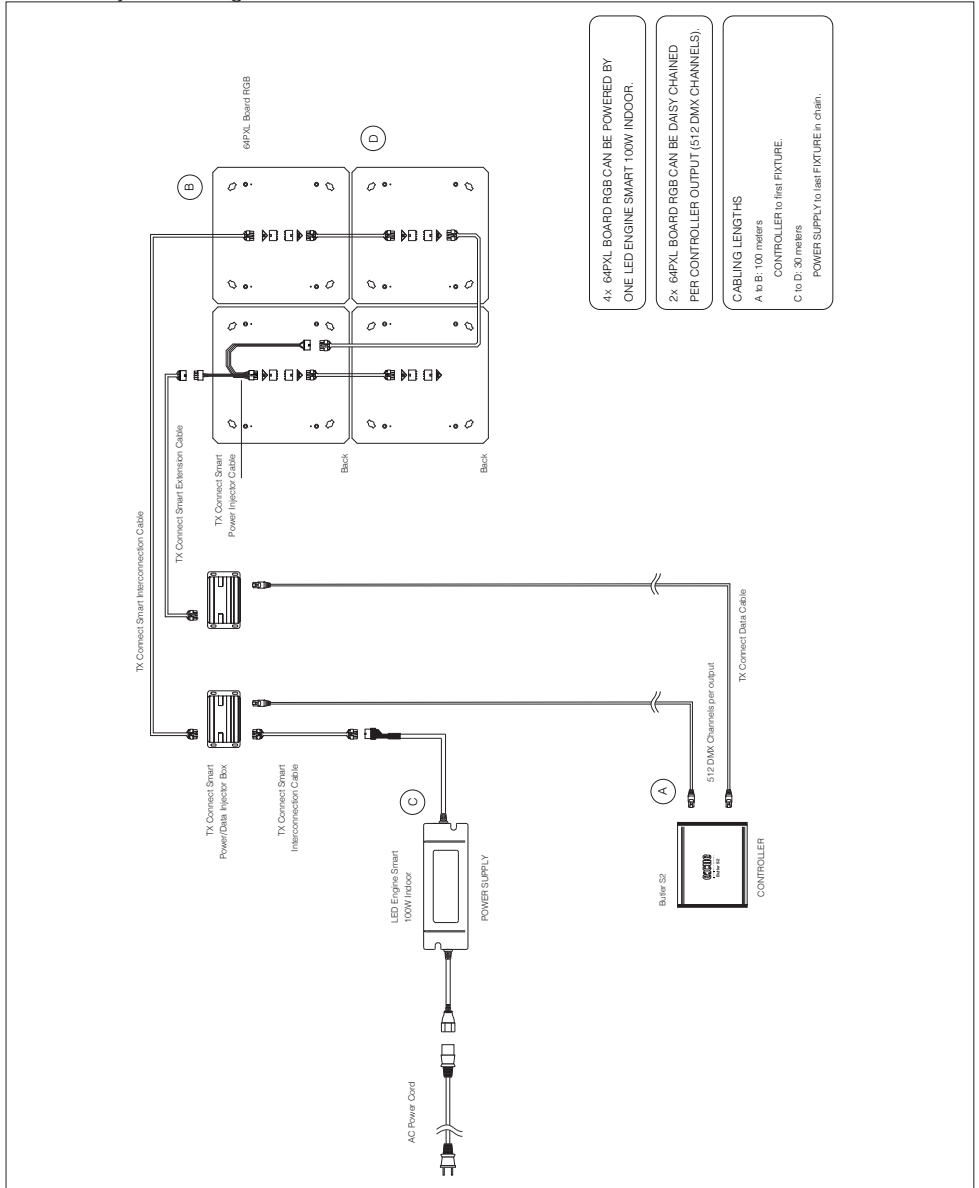 64PXL Board RGB
B
D
4x 64PXL BOARD RGB CAN BE POWERED BY
ONE LED ENGINE SMART 100W INDOOR.
2x 64PXL BOARD RGB CAN BE DAISY CHAINED
PER CONTROLLER OUTPUT (512 DMX CHANNELS).
CABLING LENGTHS
A to B: 100 meters
CONTROLLER to first FIXTURE.
C to D: 30 meters
POWER SUPPLY to last FIXTURE in chain.
TX Connect Smart Interconnection Cable
TX Connect Smart Extension Cable
TX Connect Smart
Power Injector Cable
Back
Back
TX Connect Smart
Power/Data Injector Box
TX Connect Smart
Interconnection Cable
C
LED Engine Smart
100W Indoor
POWER SUPPLY
AC Power Cord
512 DMX Channels per output
TX Connect Data Cable
A
Butler S2
Butler S2
CONTROLLER